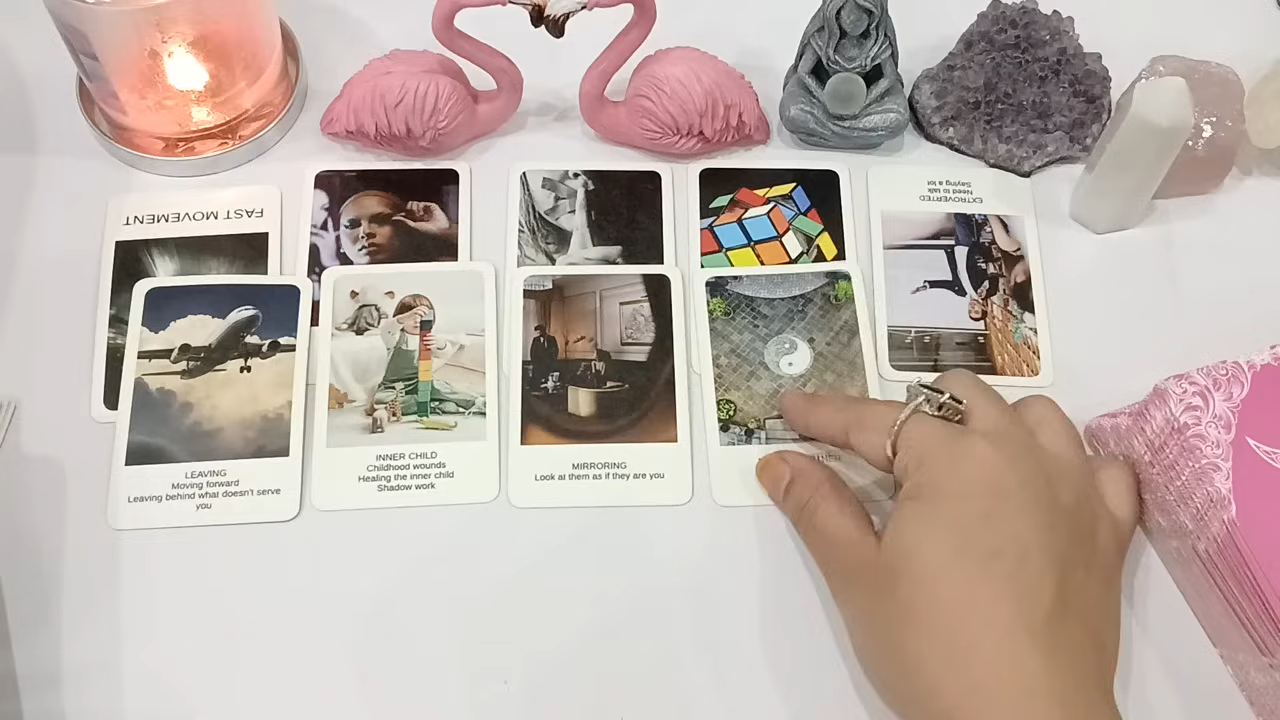 FAST MOVEMENT
EXTROVERTED
Need to talk
Saying a lot
LEAVING
Moving forward
Leaving behind what doesn't serve
you
INNER CHILD
Childhood wounds
Healing the inner child
Shadow work
MIRRORING
Look at them as if they are you